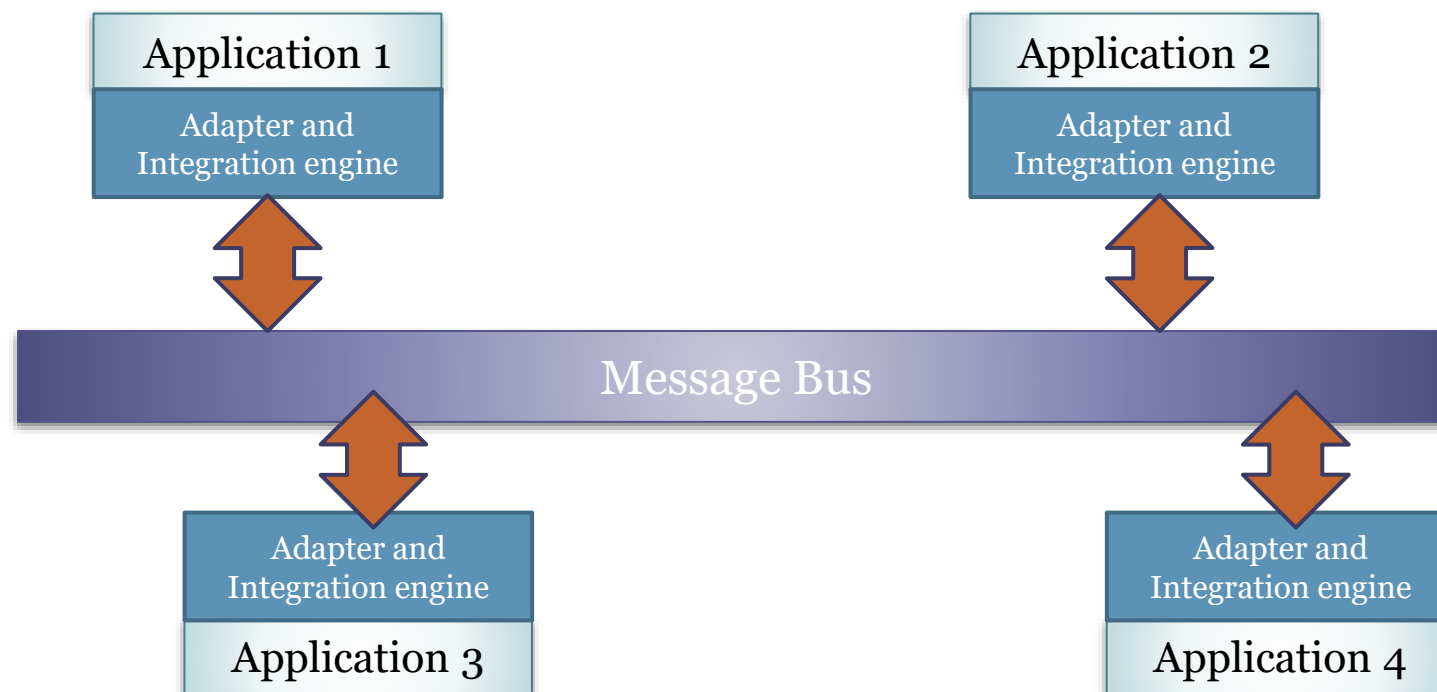 Application 1
Adapter and
Integration engine
Application 2
Adapter and
Integration engine
Message Bus
Adapter and
Integration engine
Application 3
Adapter and
Integration engine
Application 4